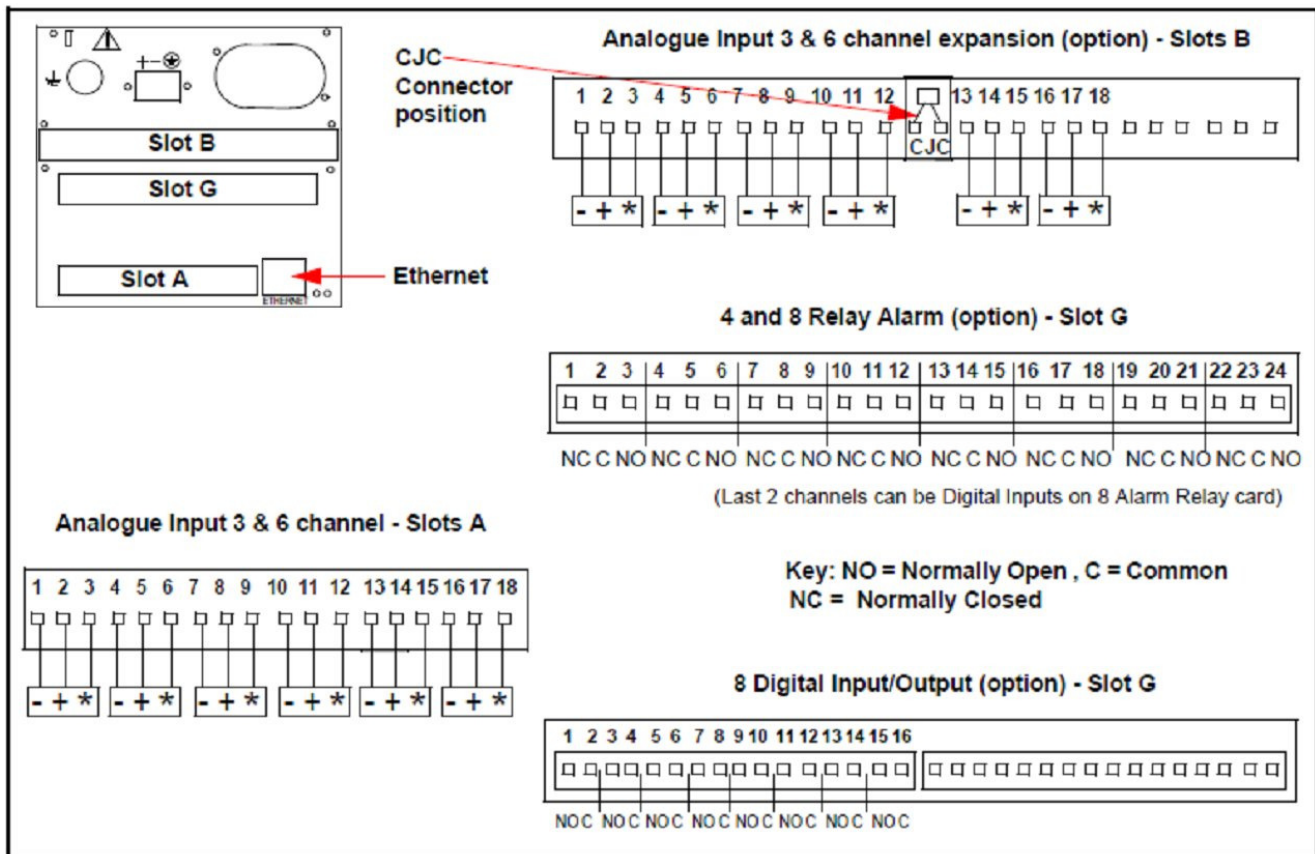 + -
Slot B
Slot G
Slot A
ETHERNET
Ethernet
CJC
Connector
position
Analogue Input 3 & 6 channel expansion (option) - Slots B
1 2 3 4 5 6 7 8 9 10 11 12 13 14 15 16 17 18
CJC
- + * - + * - + * - + * - + * - + *
4 and 8 Relay Alarm (option) - Slot G
1 2 3 4 5 6 7 8 9 10 11 12 13 14 15 16 17 18 19 20 21 22 23 24
NC C NO NC C NO NC C NO NC C NO NC C NO NC C NO NC C NO NC C NO
(Last 2 channels can be Digital Inputs on 8 Alarm Relay card)
Analogue Input 3 & 6 channel - Slots A
1 2 3 4 5 6 7 8 9 10 11 12 13 14 15 16 17 18
- + * - + * - + * - + * - + * - + *
Key: NO = Normally Open , C = Common
NC = Normally Closed
8 Digital Input/Output (option) - Slot G
1 2 3 4 5 6 7 8 9 10 11 12 13 14 15 16
NO C NO C NO C NO C NO C NO C NO C NO C